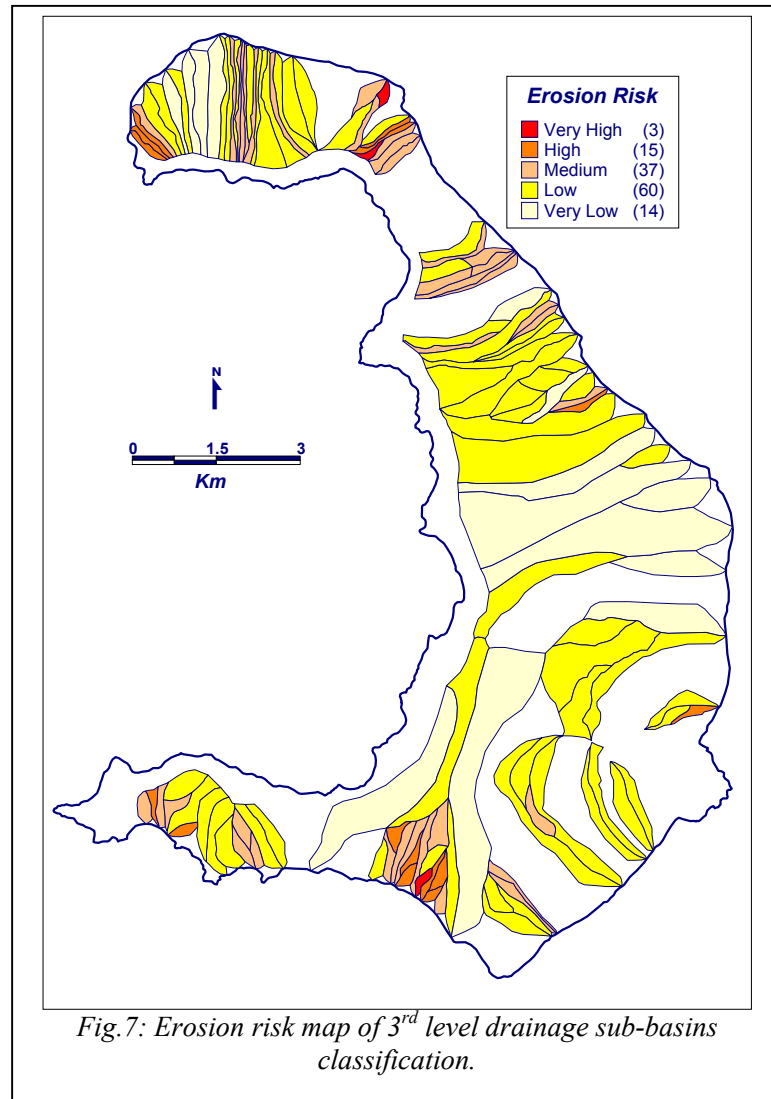 Erosion Risk
Very High (3)
High (15)
Medium (37)
Low (60)
Very Low (14)
N
0 1.5 3
Km
Fig.7: Erosion risk map of 3rd level drainage sub-basins
classification.